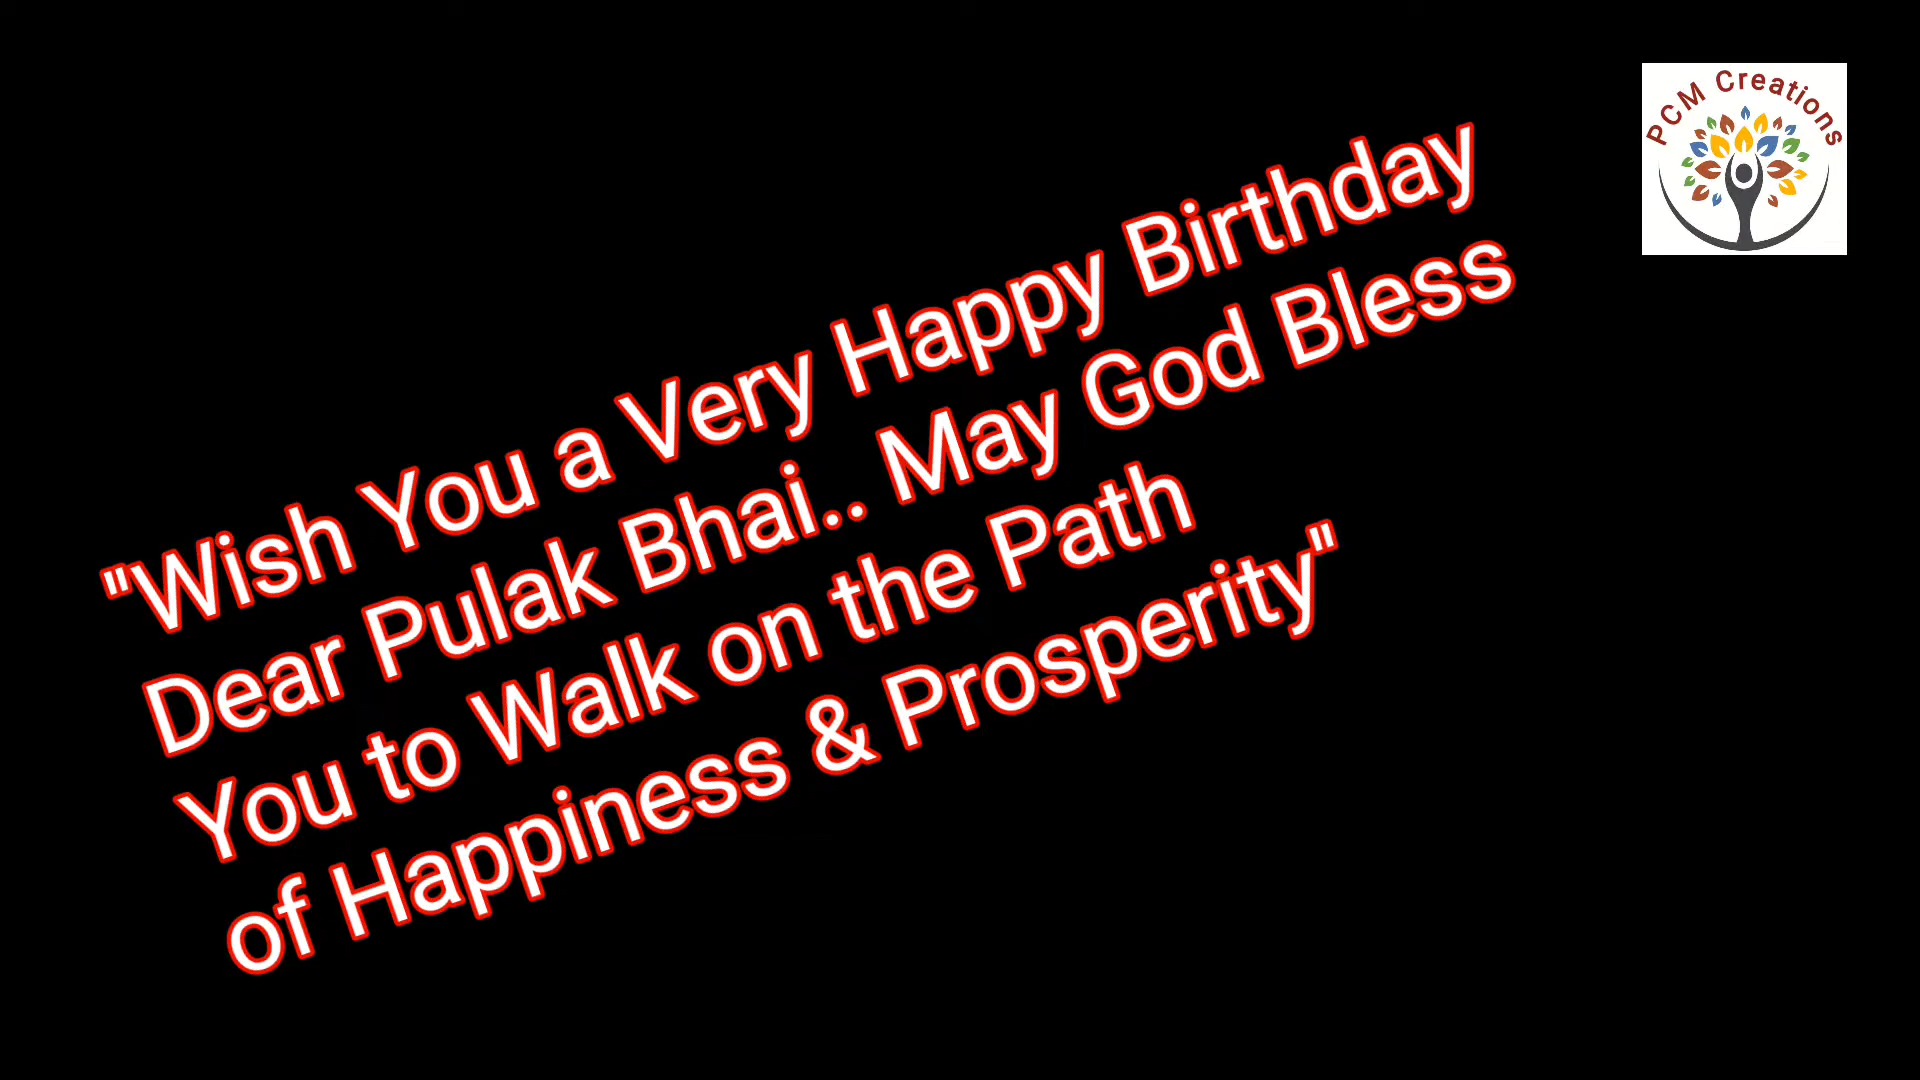 PCM Creations
"Wish You a Very Happy Birthday
Dear Pulak Bhai.. May God Bless
You to Walk on the Path
of Happiness & Prosperity"